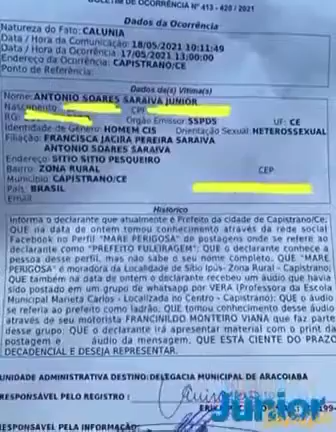 BOLETIM DE OCORRÊNCIA Nº 413 - 420 / 2021
Dados da Ocorrência
Natureza do Fato: CALUNIA
Data / Hora da Comunicação: 18/05/2021 10:11:49
Data / Hora da Ocorrência: 17/05/2021 13:00:00
Endereço da Ocorrência: CAPISTRANO/CE
Ponto de Referência:
Dados da(s) Vítima(s)
Nome: ANTONIO SOARES SARAIVA JUNIOR
Nascimento: CPF
RG: Orgão Emissor: SSPDS UF: CE
Identidade de Gênero: HOMEM CIS Orientação Sexual: HETEROSSEXUAL
Filiação: FRANCISCA JACIRA PEREIRA SARAIVA
ANTONIO SOARES SARAIVA
Endereço: SITIO SITIO PESQUEIRO
Bairro: ZONA RURAL CEP
Município: CAPISTRANO/CE
País: BRASIL
Email:
Histórico
Informa o declarante que atualmente é Prefeito da cidade de Capistrano/Ce;
QUE na data de ontem tomou conhecimento através da rede social
Facebook no Perfil "MARE PERIGOSA" de postagens onde se refere ao
declarante como "PREFEITO FULEIRAGEM"; QUE o declarante conhece a
pessoa desse perfil, mas não sabe o seu nome completo, QUE "MARE
PERIGOSA" é moradora da Localidade de Sítio Ipús- Zona Rural - Capistrano;
QUE também na data de ontem o declarante recebeu um áudio que havia
sido postado em um grupo de whatsapp por VERA (Professora da Escola
Municipal Marieta Carlos - Localizada no Centro - Capistrano); QUE o áudio
se referia ao prefeito como ladrão, QUE tomou conhecimento desse áudio
através de seu motorista FRANCINILDO MONTEIRO VIANA que faz parte
desse grupo; QUE O declarante irá apresentar material com o print da
postagem e áudio da mensagem, QUE ESTÁ CIENTE DO PRAZO
DECADENCIAL E DESEJA REPRESENTAR.
UNIDADE ADMINISTRATIVA DESTINO: DELEGACIA MUNICIPAL DE ARACOIABA
RESPONSÁVEL PELO REGISTRO :
Junior
RESPONSÁVEL PELA INFORMAÇÃO: